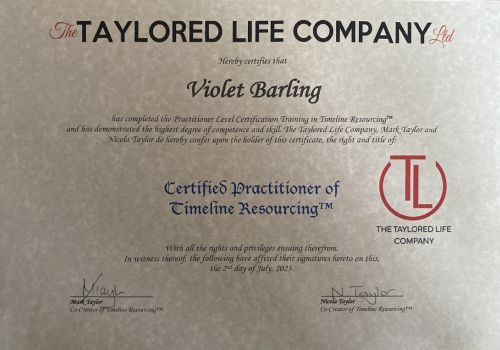 The TAYLORED LIFE COMPANY Ltd
Hereby certifies that
Violet Barling
has completed the Practitioner Level Certification Training in Timeline Resourcing™
and has demonstrated the highest degree of competence and skill. The Taylored Life Company, Mark Taylor and
Nicola Taylor do hereby confer upon the holder of this certificate, the right and title of:
Certified Practitioner of
Timeline Resourcing™
TL
THE TAYLORED LIFE
COMPANY
With all the rights and privileges ensuing therefrom.
In witness thereof, the following have affixed their signatures hereto on this,
the 2nd day of July, 2023.
N Taylor
Mark Taylor
Nicola Taylor
Co-Creator of Timeline Resourcing™
Co-Creator of Timeline Resourcing™